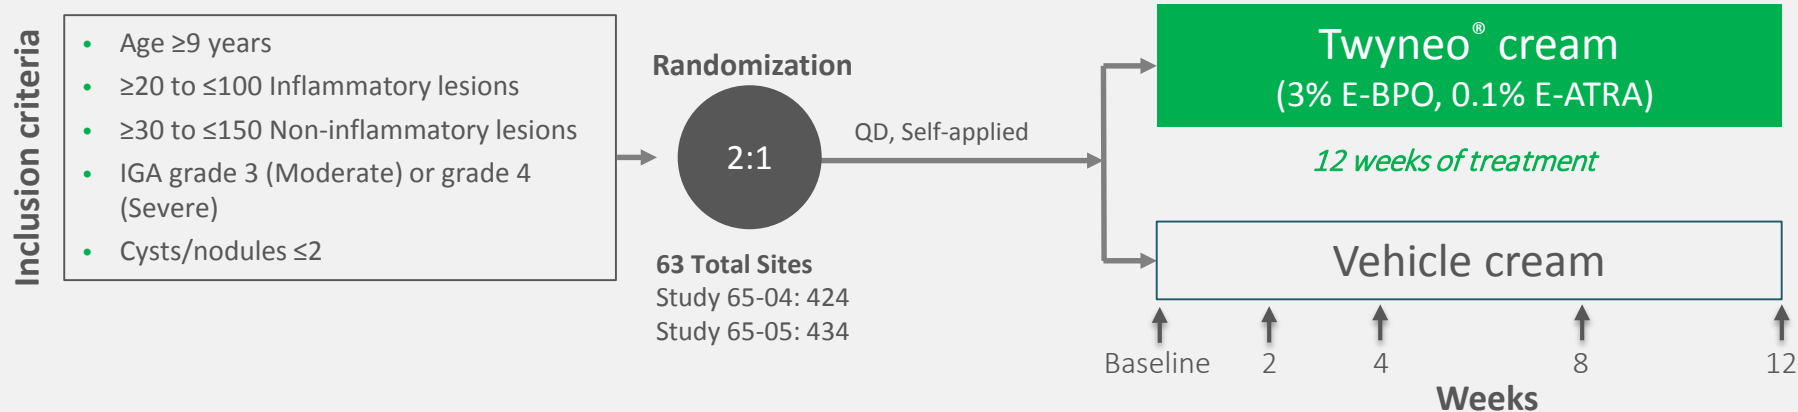 Inclusion criteria
• Age ≥9 years
• ≥20 to ≤100 Inflammatory lesions
• ≥30 to ≤150 Non-inflammatory lesions
• IGA grade 3 (Moderate) or grade 4
(Severe)
• Cysts/nodules ≤2
Randomization
2:1
63 Total Sites
Study 65-04: 424
Study 65-05: 434
QD, Self-applied
Twyneo® cream
(3% E-BPO, 0.1% E-ATRA)
12 weeks of treatment
Vehicle cream
Baseline 2 4 8 12
Weeks